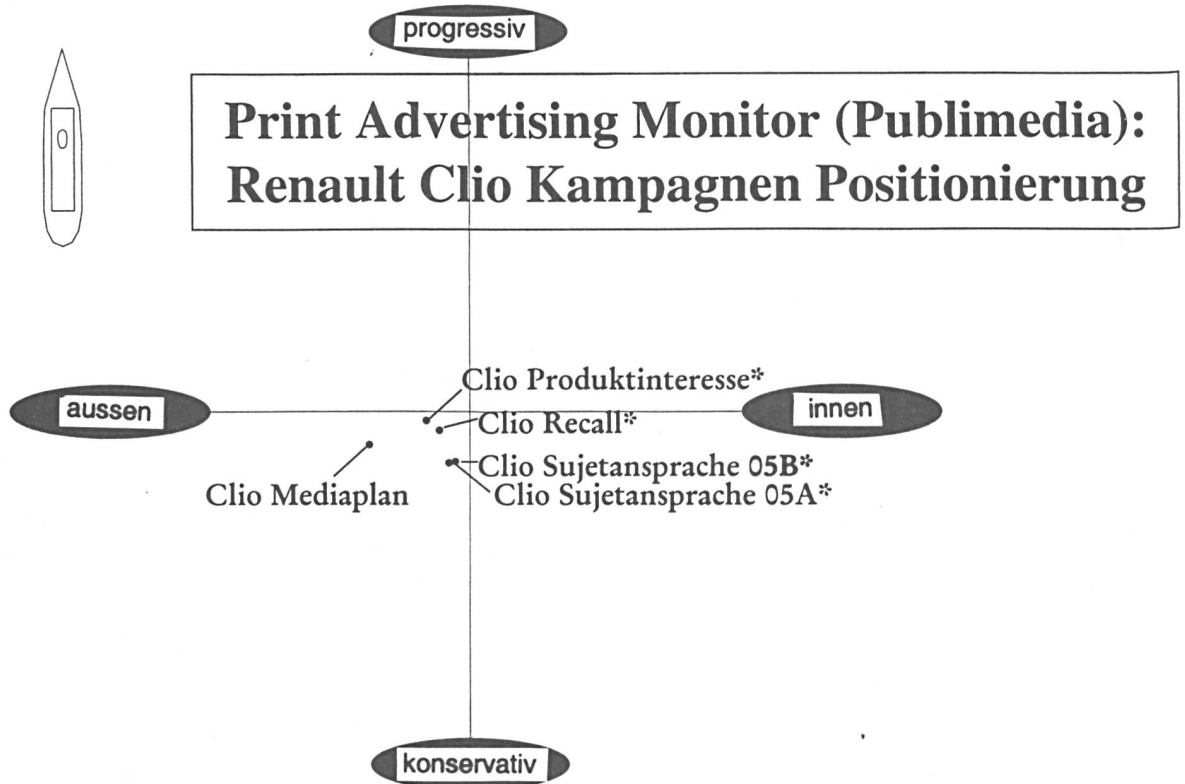 progressiv
Print Advertising Monitor (Publimedia):
Renault Clio Kampagnen Positionierung
Clio Produktinteresse*
aussen
innen
Clio Recall*
Clio Sujetansprache 05B*
Clio Mediaplan
Clio Sujetansprache 05A*
konservativ